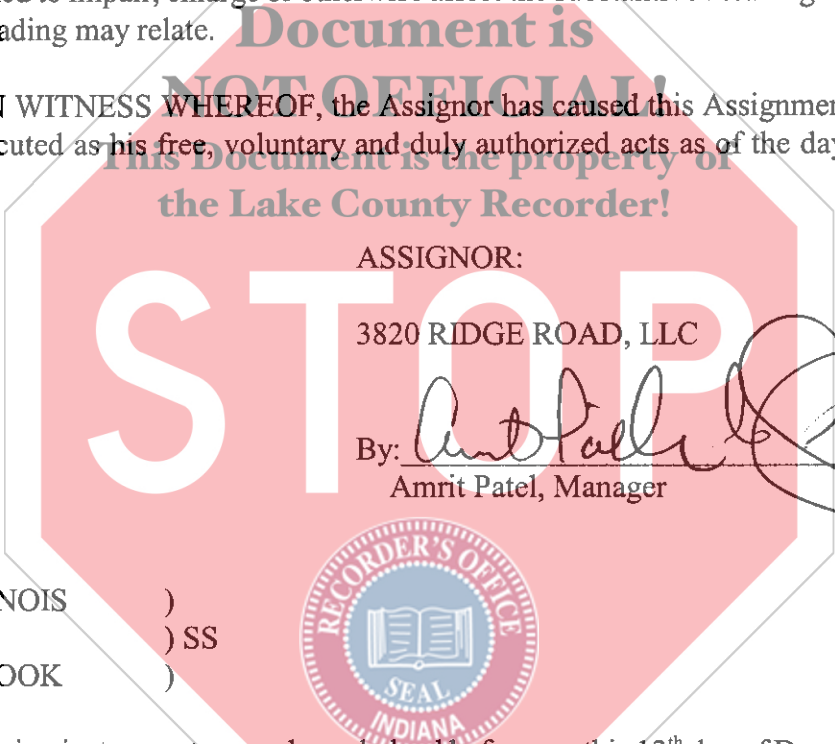 ading may relate.
Document is
NOT OFFICIAL!
N WITNESS WHEREOF, the Assignor has caused this Assignmen
cuted as his free, voluntary and duly authorized acts as of the day
This Document is the property of
the Lake County Recorder!
ASSIGNOR:
STOP
3820 RIDGE ROAD, LLC
By:
Amrit Patel, Manager
RECORDER'S OFFICE
SEAL
INDIANA
NOIS )
) SS
OOK )